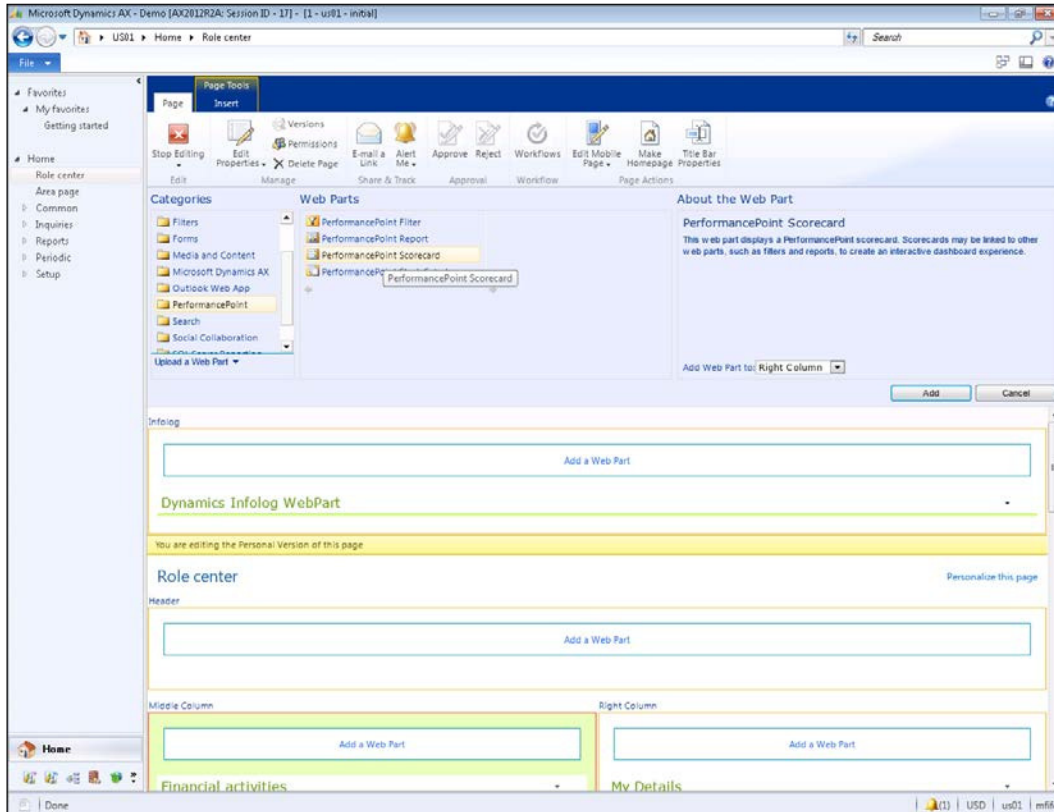 Microsoft Dynamics AX - Demo [AX2012R2A: Session ID - 17] - [1 - us01 - initial]
US01 Home Role center
Search
File
Favorites
My favorites
Getting started
Home
Role center
Area page
Common
Inquiries
Reports
Periodic
Setup
Page Tools
Page Insert
Stop Editing
Edit Properties
Versions
Permissions
Delete Page
E-mail a Link
Alert Me
Approve Reject
Workflows
Edit Mobile Page
Make Homepage
Title Bar Properties
Edit Manage Share & Track Approval Workflow Page Actions
Categories
Filters
Forms
Media and Content
Microsoft Dynamics AX
Outlook Web App
PerformancePoint
Search
Social Collaboration
Upload a Web Part
Web Parts
PerformancePoint Filter
PerformancePoint Report
PerformancePoint Scorecard
PerformancePoint Scorecard
About the Web Part
PerformancePoint Scorecard
This web part displays a PerformancePoint scorecard. Scorecards may be linked to other
web parts, such as filters and reports, to create an interactive dashboard experience.
Add Web Part to: Right Column
Add Cancel
Infolog
Add a Web Part
Dynamics Infolog WebPart
You are editing the Personal Version of this page
Role center
Personalize this page
Header
Add a Web Part
Middle Column
Right Column
Add a Web Part
Add a Web Part
Financial activities
My Details
Home
Done
(1) USD us01